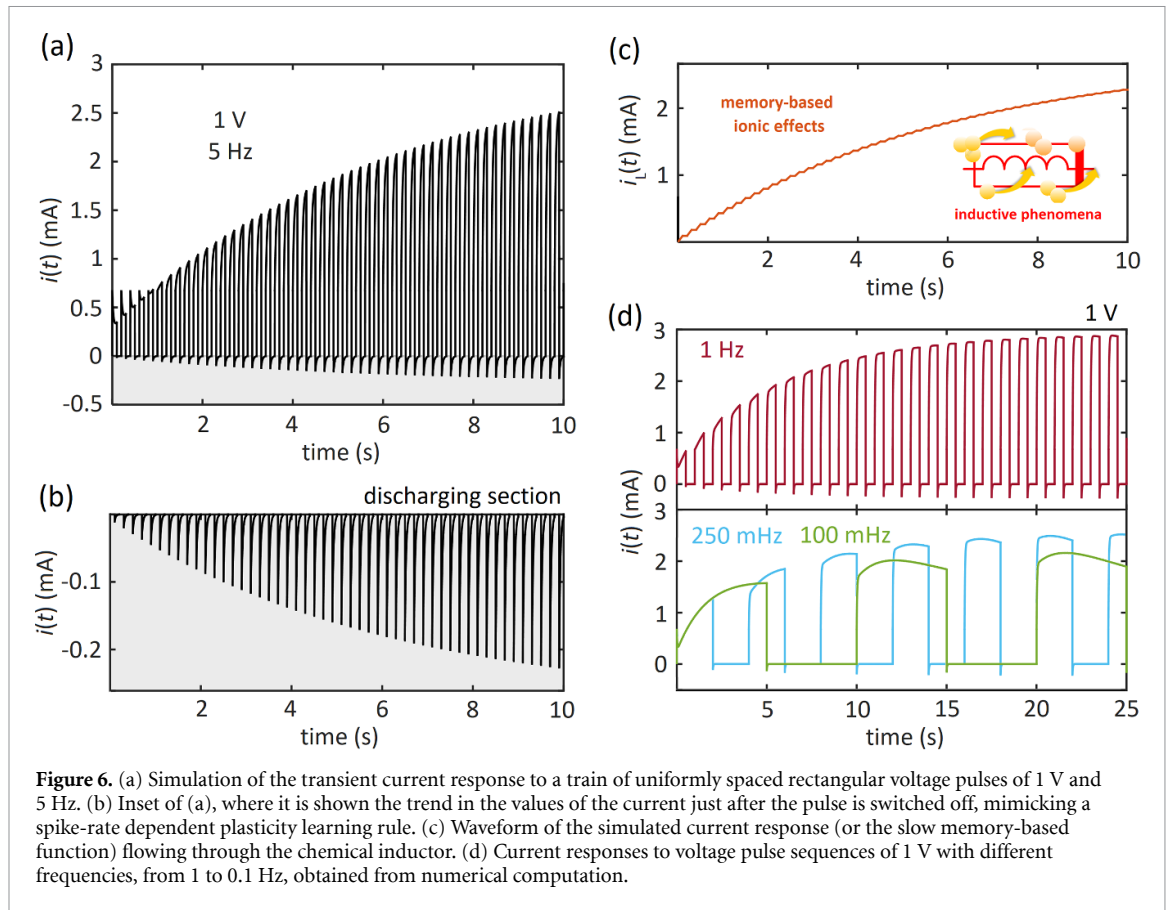 (a)
3
2.5
2
1.5
1
0.5
0
-0.5
i(t) (mA)
1 V
5 Hz
2 4 6 8 10
time (s)
(b)
discharging section
-0.1
-0.2
i(t) (mA)
2 4 6 8 10
time (s)
(c)
2
1
i_L(t) (mA)
memory-based
ionic effects
inductive phenomena
2 4 6 8 10
time (s)
(d)
1 V
3
2
1
0
1 Hz
3
2
1
0
i(t) (mA)
250 mHz 100 mHz
5 10 15 20 25
time (s)
Figure 6. (a) Simulation of the transient current response to a train of uniformly spaced rectangular voltage pulses of 1 V and
5 Hz. (b) Inset of (a), where it is shown the trend in the values of the current just after the pulse is switched off, mimicking a
spike-rate dependent plasticity learning rule. (c) Waveform of the simulated current response (or the slow memory-based
function) flowing through the chemical inductor. (d) Current responses to voltage pulse sequences of 1 V with different
frequencies, from 1 to 0.1 Hz, obtained from numerical computation.